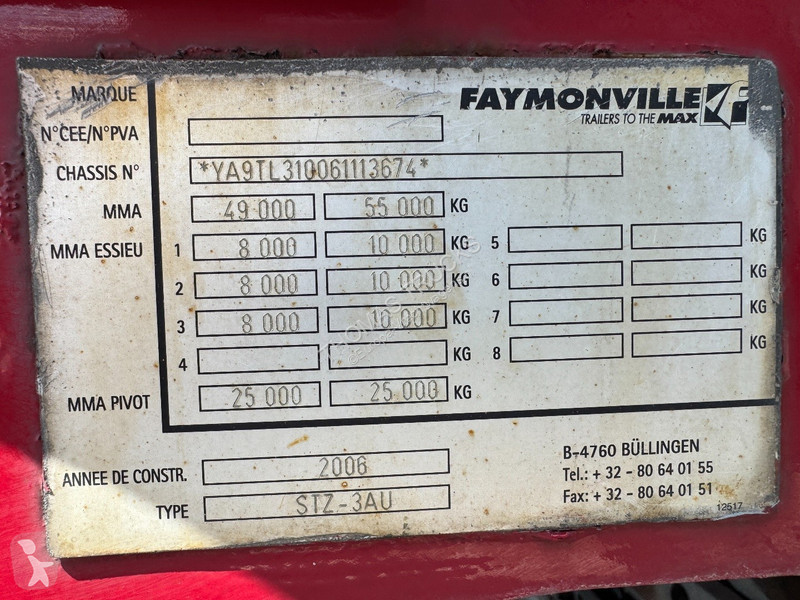 MARQUE
FAYMONVILLE
TRAILERS TO THE MAX
N°CEE/N°PVA
CHASSIS N° *YA9TL310061113674*
MMA 49 000 55 000 KG
MMA ESSIEU 1 8 000 10 000 KG 5 KG
2 8 000 10 000 KG 6 KG
3 8 000 10 000 KG 7 KG
4 KG 8 KG
MMA PIVOT 25 000 25 000 KG
ANNEE DE CONSTR. 2006
TYPE STZ-3AU
B-4760 BÜLLINGEN
Tel.: + 32 - 80 64 01 55
Fax: + 32 - 80 64 01 51
12517